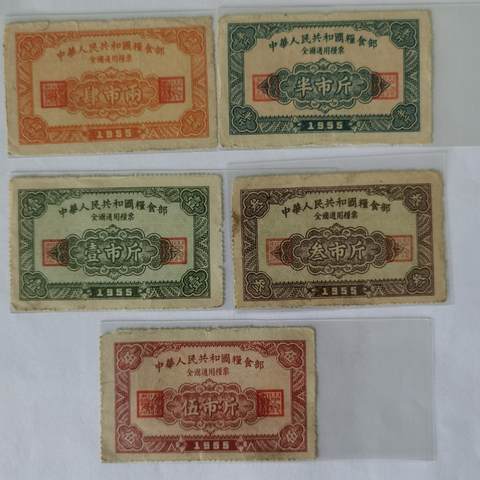 中華人民共和國糧食部
全國通用糧票
肆市兩
1955
中華人民共和國糧食部
全國通用糧票
半市斤
1955
中華人民共和國糧食部
全國通用糧票
壹市斤
1955
中華人民共和國糧食部
全國通用糧票
叁市斤
1955
中華人民共和國糧食部
全國通用糧票
伍市斤
1955